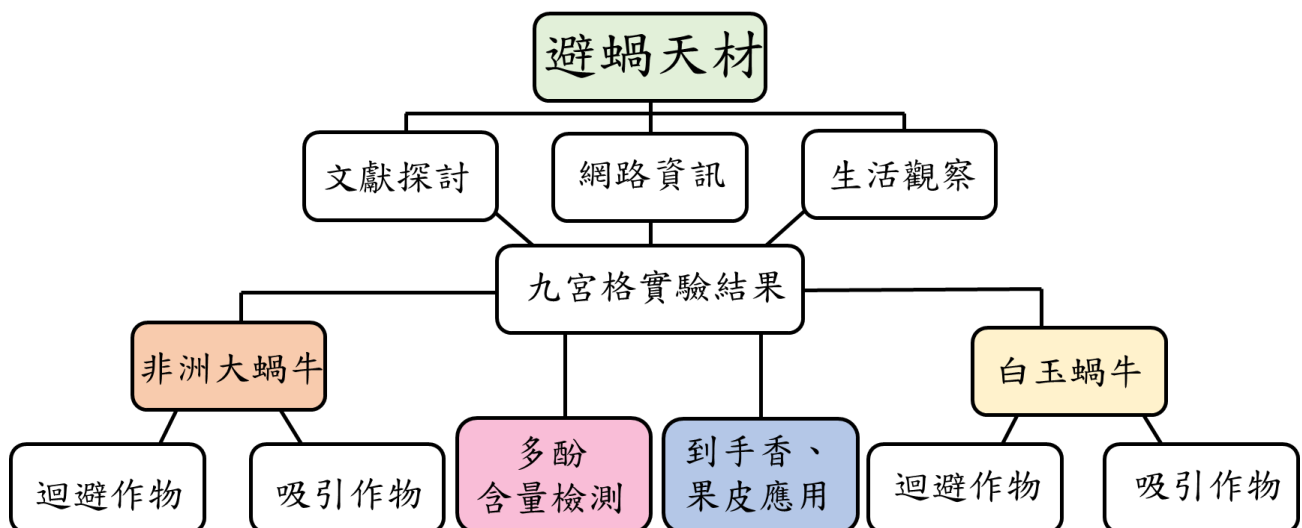 避蝸天材
文獻探討
網路資訊
生活觀察
九宮格實驗結果
非洲大蝸牛
白玉蝸牛
迴避作物
吸引作物
多酚
含量檢測
到手香、
果皮應用
迴避作物
吸引作物